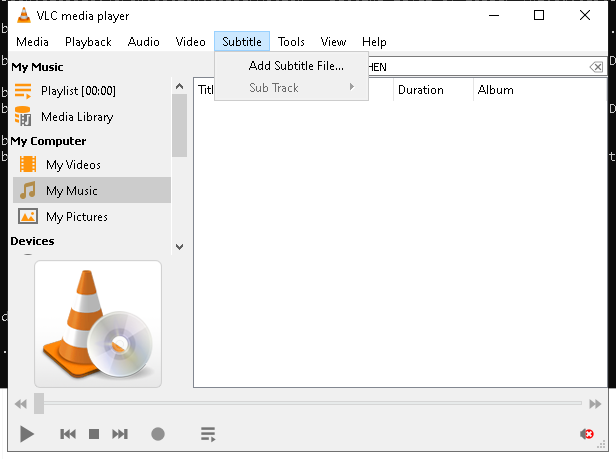 VLC media player
Media Playback Audio Video Subtitle Tools View Help
Add Subtitle File...
Sub Track
My Music
Playlist [00:00]
Media Library
My Computer
My Videos
My Music
My Pictures
Devices
HEN
Titl Duration Album